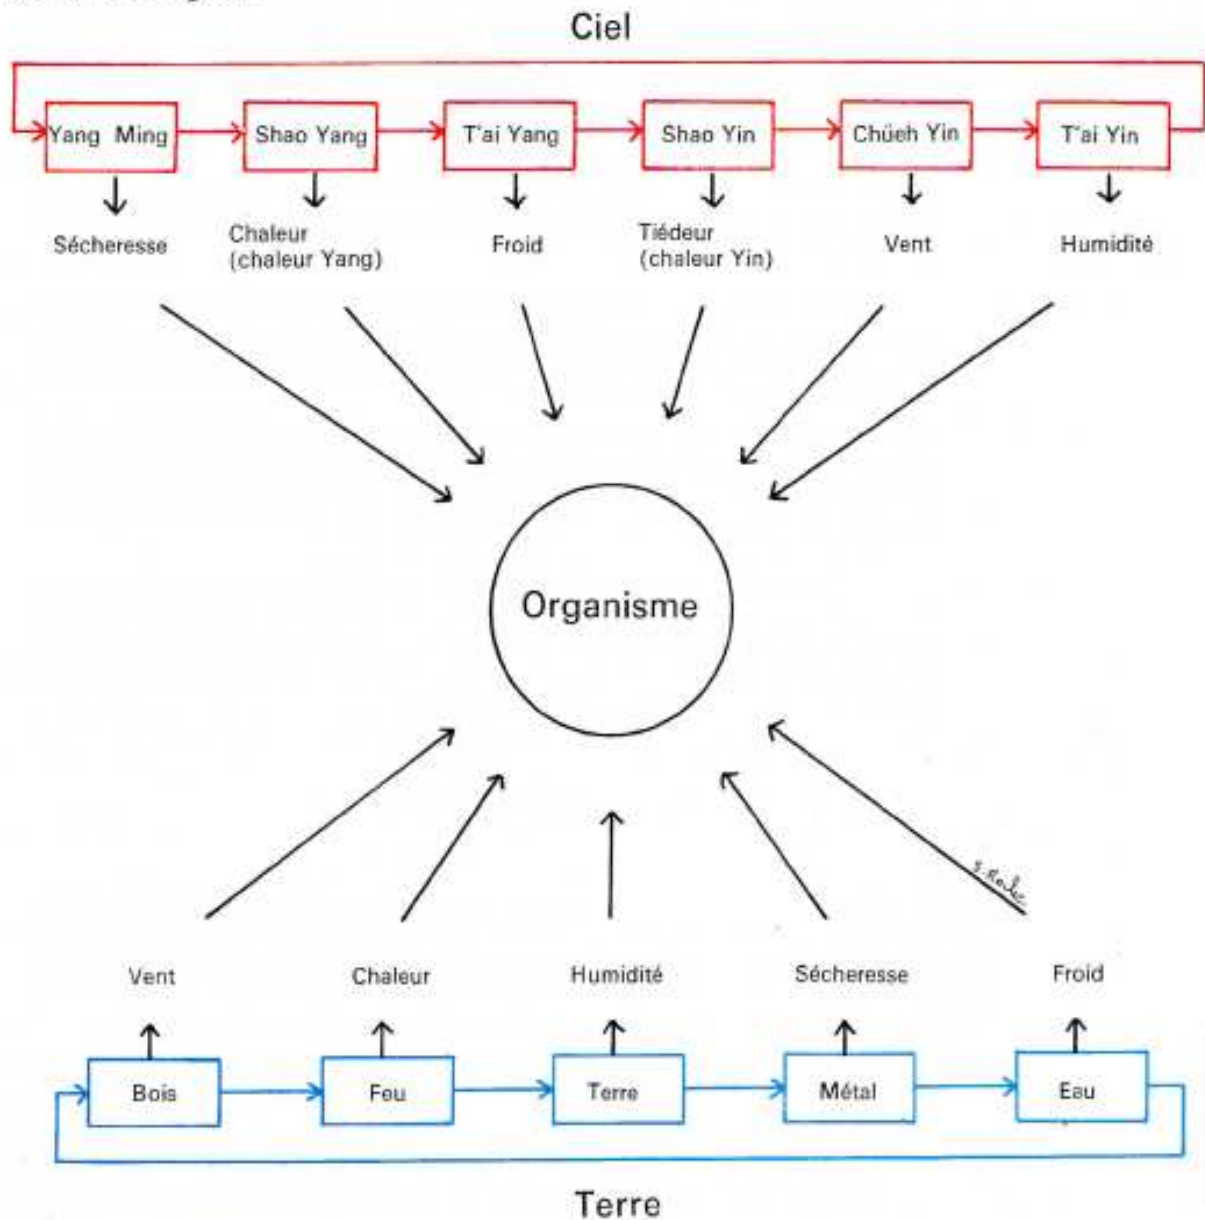 Ciel
Yang Ming
Shao Yang
T'ai Yang
Shao Yin
Chüeh Yin
T'ai Yin
Sécheresse
Chaleur
(chaleur Yang)
Froid
Tiédeur
(chaleur Yin)
Vent
Humidité
Organisme
Vent
Chaleur
Humidité
Sécheresse
Froid
Bois
Feu
Terre
Métal
Eau
Terre